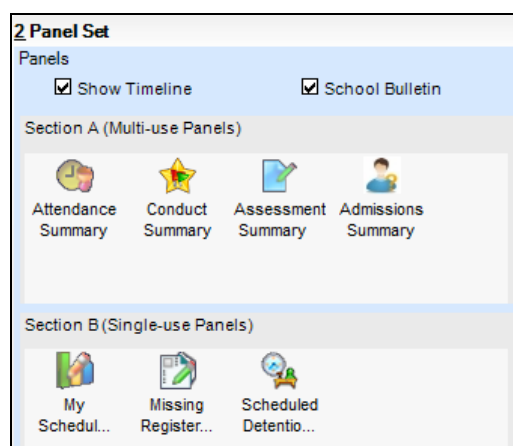 2 Panel Set
Panels
Show Timeline School Bulletin
Section A (Multi-use Panels)
Attendance Conduct Assessment Admissions
Summary Summary Summary Summary
Section B (Single-use Panels)
My Missing Scheduled
Schedul... Register... Detentio...